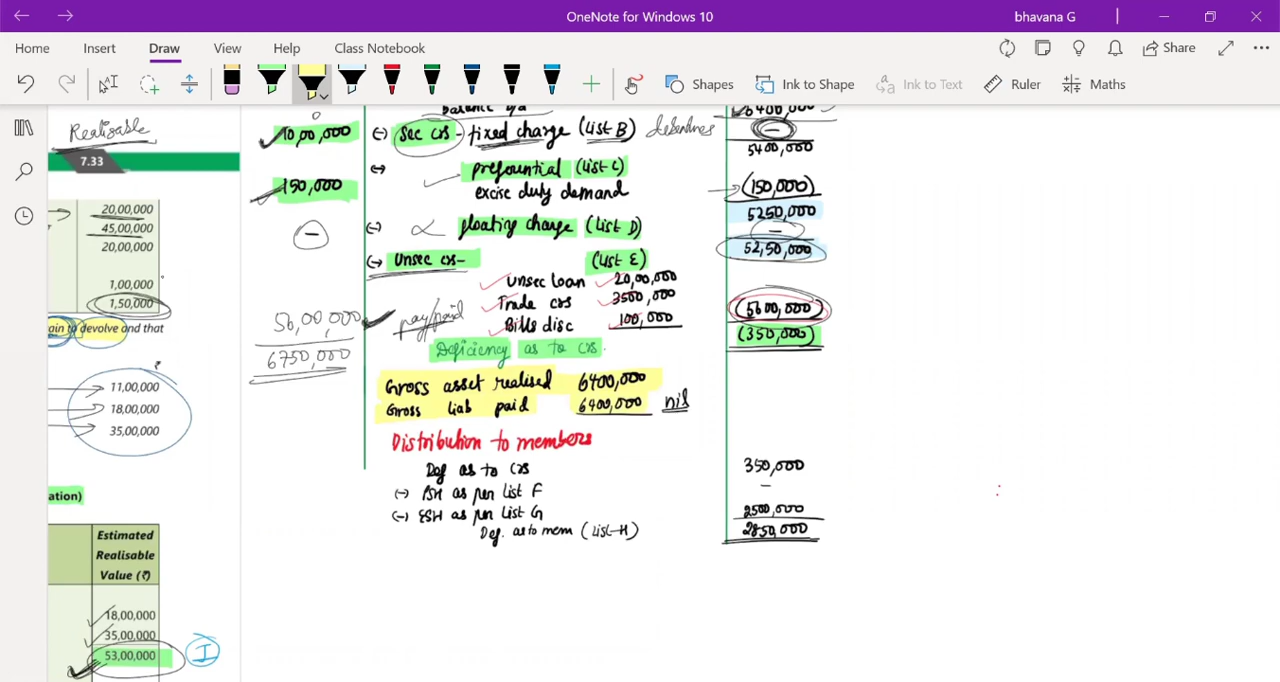 OneNote for Windows 10
bhavana G
Home Insert Draw View Help Class Notebook
Share
Shapes Ink to Shape Ink to Text Ruler Maths
Realisable
7.33
20,00,000
45,00,000
20,00,000
1,00,000
1,50,000
ain to devolve and that
₹
11,00,000
18,00,000
35,00,000
ation)
Estimated
Realisable
Value (₹)
18,00,000
35,00,000
53,00,000 I
10,00,000 (-) Sec crs - fixed charge (List B) debentures -
5400,000
prefountial (List C)
150,000 excise duty demand (150,000)
5250,000
- (-) floating charge (List D) -
52,50,000
(-) Unsec crs- (List E)
Unsec loan 20,00,000
Trade crs 3500,000 (5600,000)
56,00,000 pay/paid Bills disc 100,000 (350,000)
6750,000 Deficiency as to crs.
Gross asset realised 6400,000
Gross liab paid 6400,000 nil
Distribution to members
Def as to crs 350,000
(-) PSH as per list F -
(-) ESH as per list G 2500,000
Def. as to mem (List-H) 2850,000